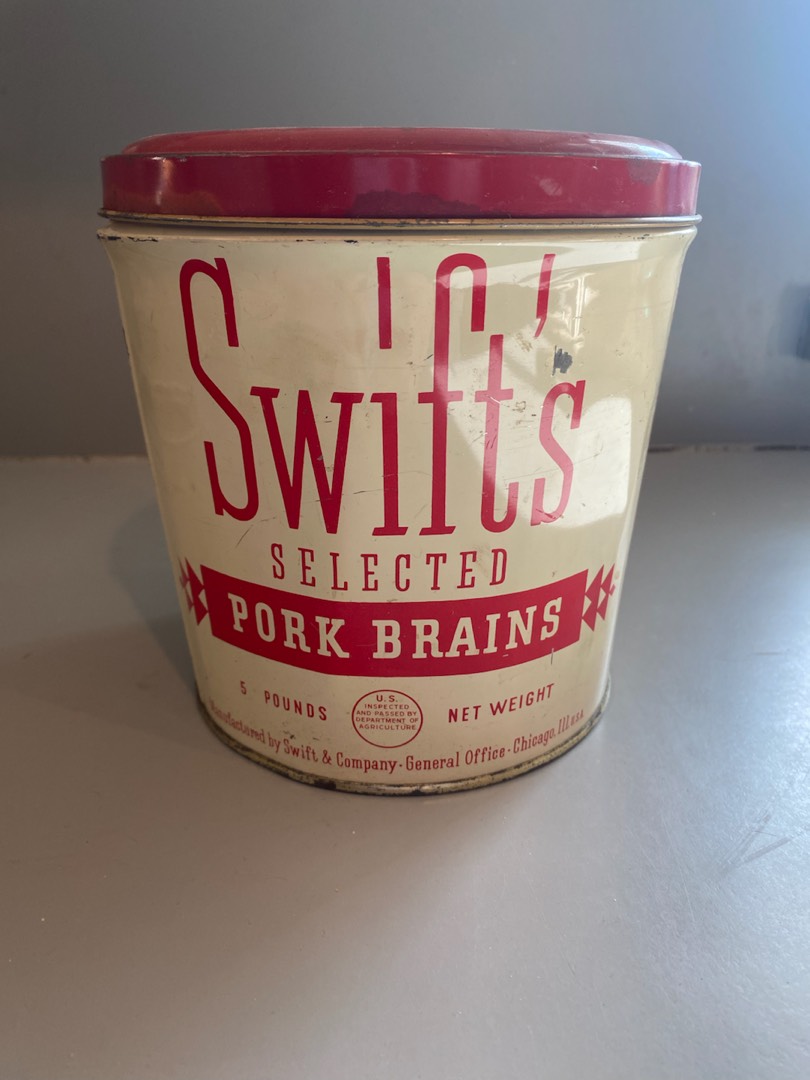 Swift's
SELECTED
PORK BRAINS
5 POUNDS
U.S.
INSPECTED
AND PASSED BY
DEPARTMENT OF
AGRICULTURE
NET WEIGHT
Manufactured by Swift & Company · General Office · Chicago, Ill. U.S.A.